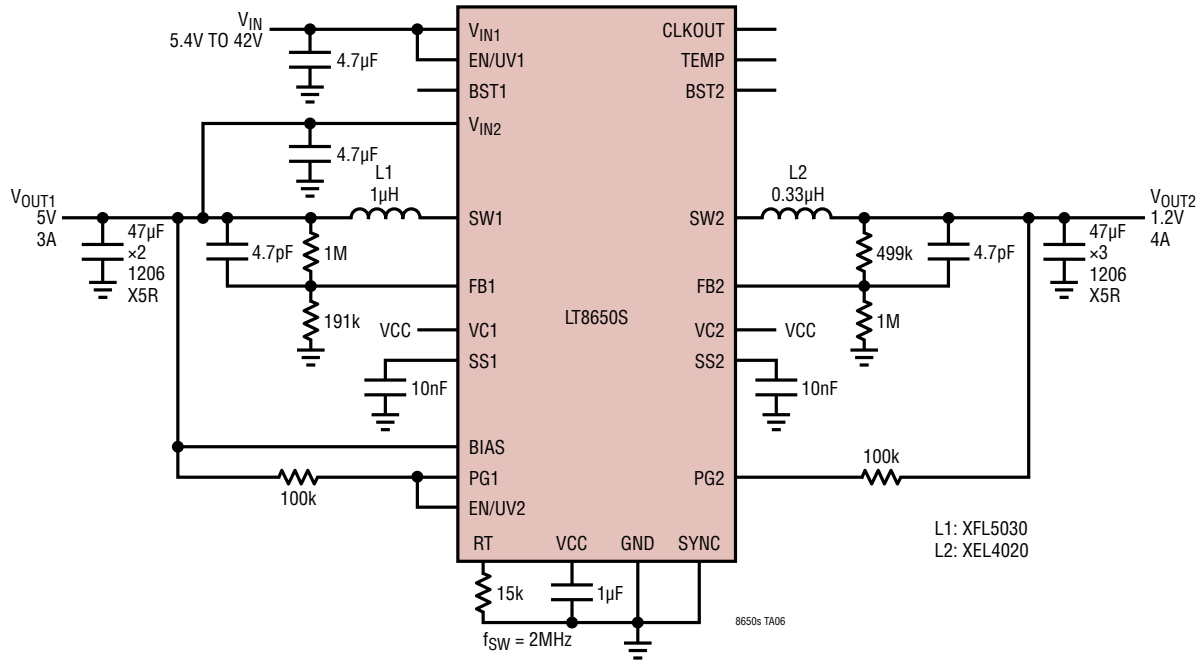 VIN
5.4V TO 42V
4.7µF
VIN1
EN/UV1
BST1
VIN2
4.7µF
L1
1µH
VOUT1
5V
3A
47µF
×2
1206
X5R
4.7pF
1M
191k
SW1
FB1
VCC
VC1
SS1
10nF
BIAS
PG1
EN/UV2
100k
LT8650S
CLKOUT
TEMP
BST2
SW2
FB2
VC2
VCC
SS2
10nF
PG2
L2
0.33µH
499k
4.7pF
1M
VOUT2
1.2V
4A
47µF
×3
1206
X5R
100k
L1: XFL5030
L2: XEL4020
RT
VCC
GND
SYNC
15k
1µF
fSW = 2MHz
8650s TA06